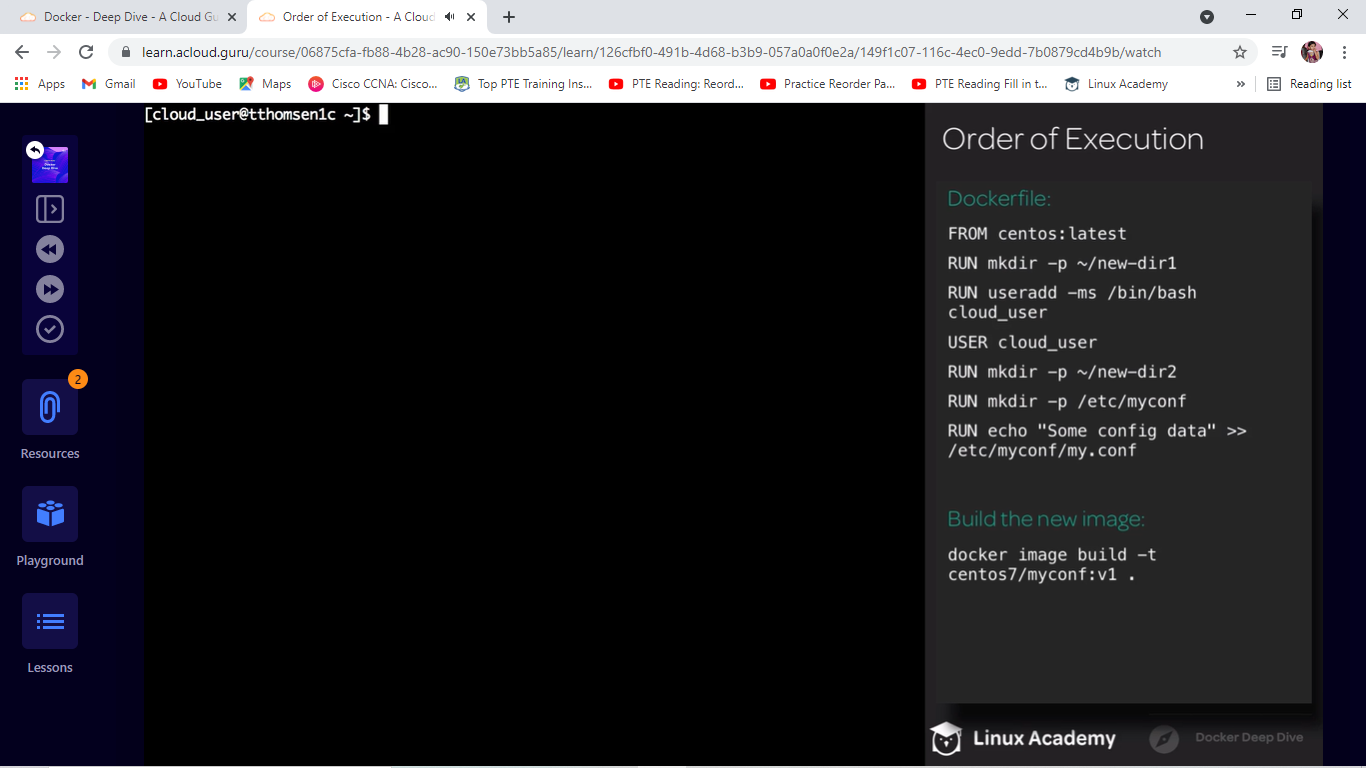 Docker - Deep Dive - A Cloud Gu
Order of Execution - A Cloud
learn.acloud.guru/course/06875cfa-fb88-4b28-ac90-150e73bb5a85/learn/126cfbf0-491b-4d68-b3b9-057a0a0f0e2a/149f1c07-116c-4ec0-9edd-7b0879cd4b9b/watch
Apps
Gmail
YouTube
Maps
Cisco CCNA: Cisco...
Top PTE Training Ins...
PTE Reading: Reord...
Practice Reorder Pa...
PTE Reading Fill in t...
Linux Academy
»
Reading list
Docker
Deep Dive
2
Resources
Playground
Lessons
[cloud_user@tthomsen1c ~]$
Order of Execution
Dockerfile:
FROM centos:latest
RUN mkdir -p ~/new-dir1
RUN useradd -ms /bin/bash
cloud_user
USER cloud_user
RUN mkdir -p ~/new-dir2
RUN mkdir -p /etc/myconf
RUN echo "Some config data" >>
/etc/myconf/my.conf
Build the new image:
docker image build -t
centos7/myconf:v1 .
Linux Academy
Docker Deep Dive